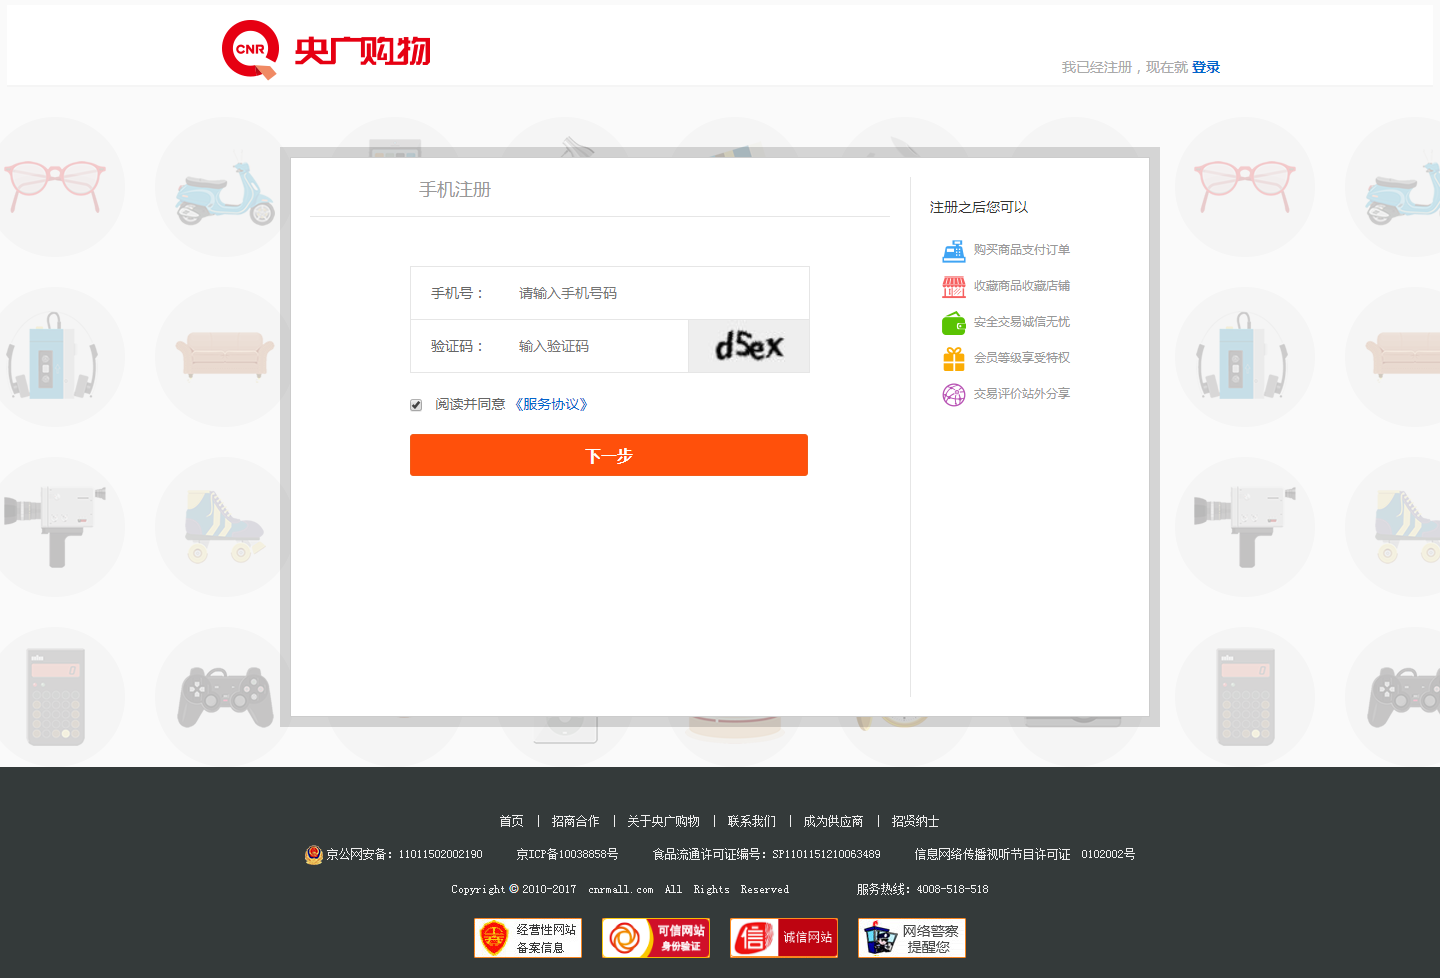 CNR 央广购物
我已经注册，现在就 登录
手机注册
手机号： 请输入手机号码
验证码： 输入验证码 d5ex
阅读并同意 《服务协议》
下一步
注册之后您可以
购买商品支付订单
收藏商品收藏店铺
安全交易诚信无忧
会员等级享受特权
交易评价站外分享
首页 | 招商合作 | 关于央广购物 | 联系我们 | 成为供应商 | 招贤纳士
京公网安备：11011502002190 京ICP备10038858号 食品流通许可证编号：SP1101151210063489 信息网络传播视听节目许可证 0102002号
Copyright © 2010-2017 cnrmall.com All Rights Reserved 服务热线：4008-518-518
经营性网站 备案信息
可信网站 身份验证
信 诚信网站
网络警察 提醒您